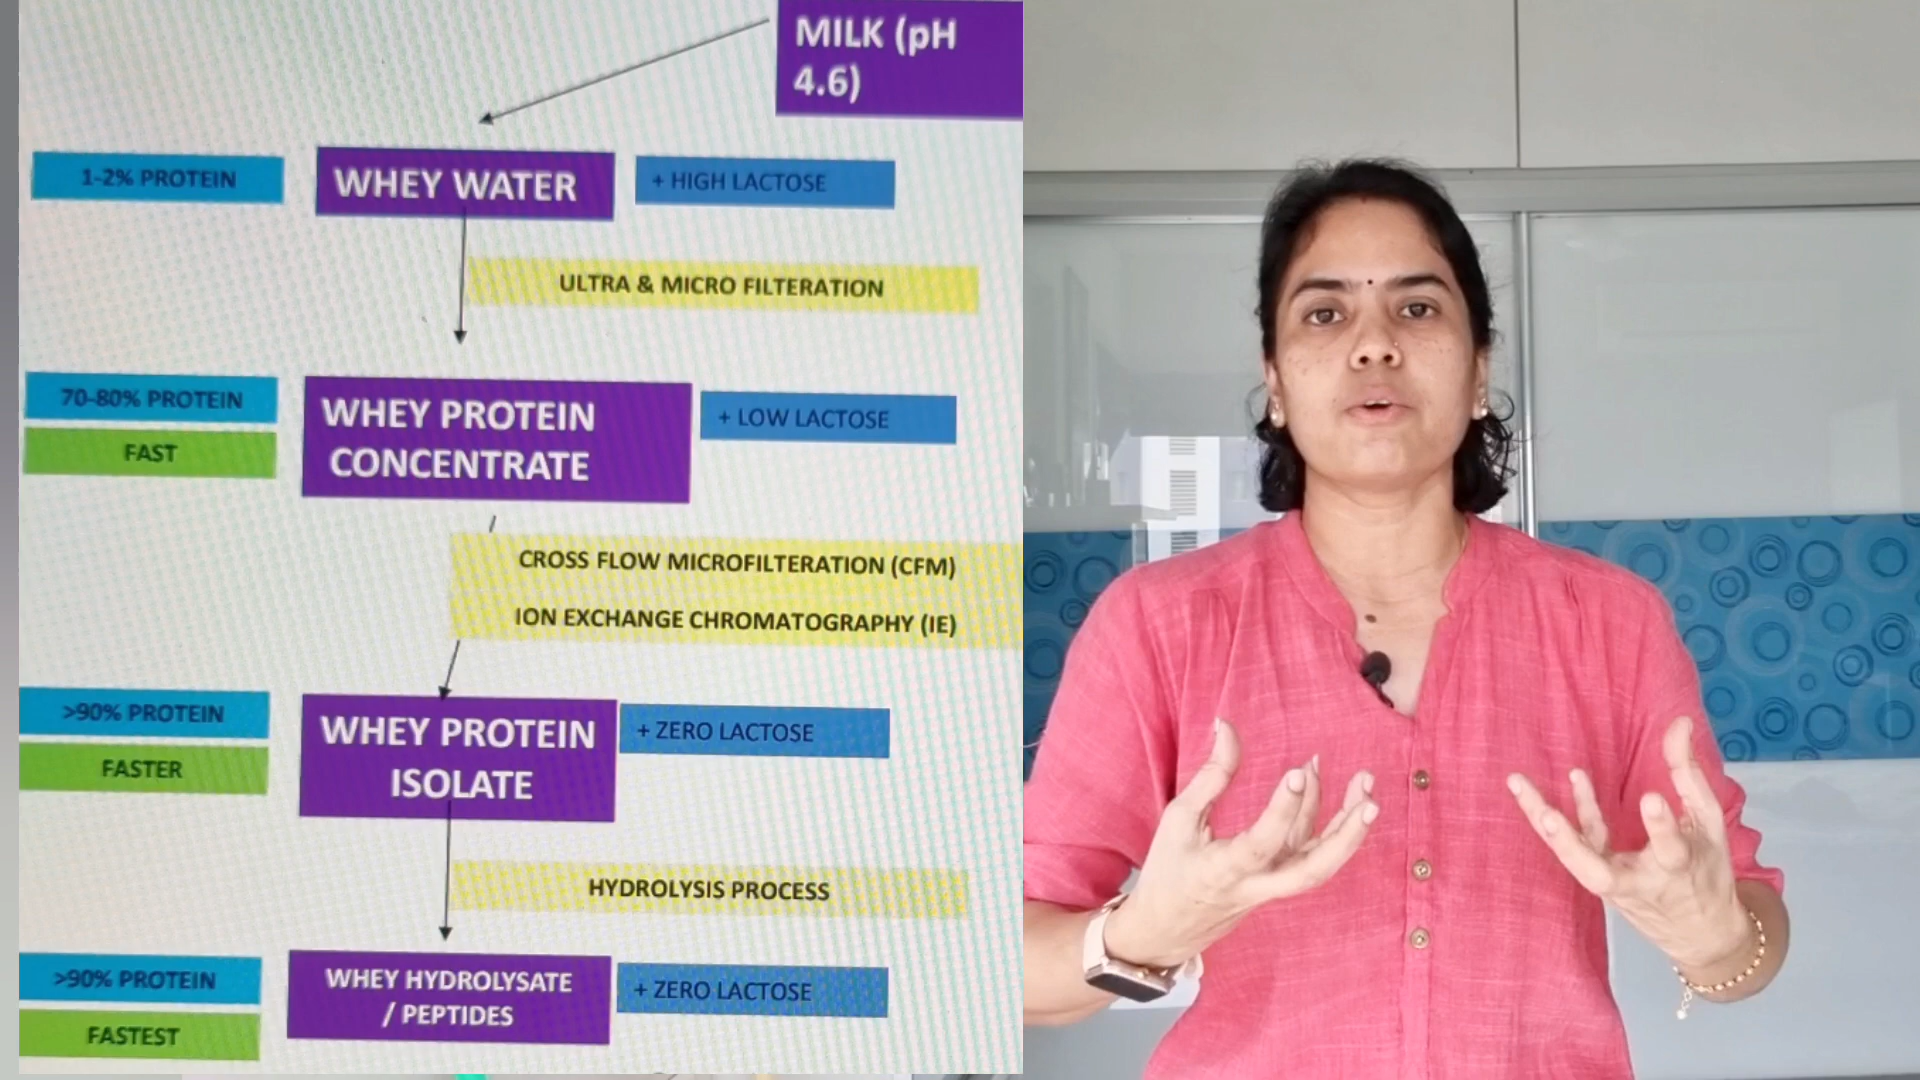 MILK (pH
4.6)
1-2% PROTEIN
WHEY WATER
+ HIGH LACTOSE
ULTRA & MICRO FILTERATION
70-80% PROTEIN
FAST
WHEY PROTEIN
CONCENTRATE
+ LOW LACTOSE
CROSS FLOW MICROFILTERATION (CFM)
ION EXCHANGE CHROMATOGRAPHY (IE)
>90% PROTEIN
FASTER
WHEY PROTEIN
ISOLATE
+ ZERO LACTOSE
HYDROLYSIS PROCESS
>90% PROTEIN
FASTEST
WHEY HYDROLYSATE
/ PEPTIDES
+ ZERO LACTOSE